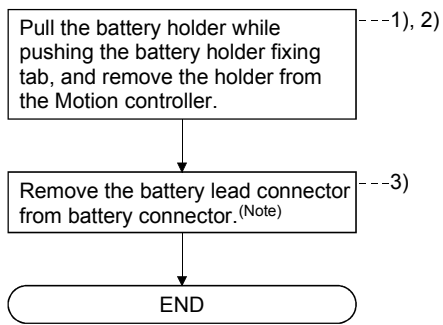 Pull the battery holder while
---1), 2)
pushing the battery holder fixing
tab, and remove the holder from
the Motion controller.
Remove the battery lead connector
---3)
from battery connector.(Note)
END